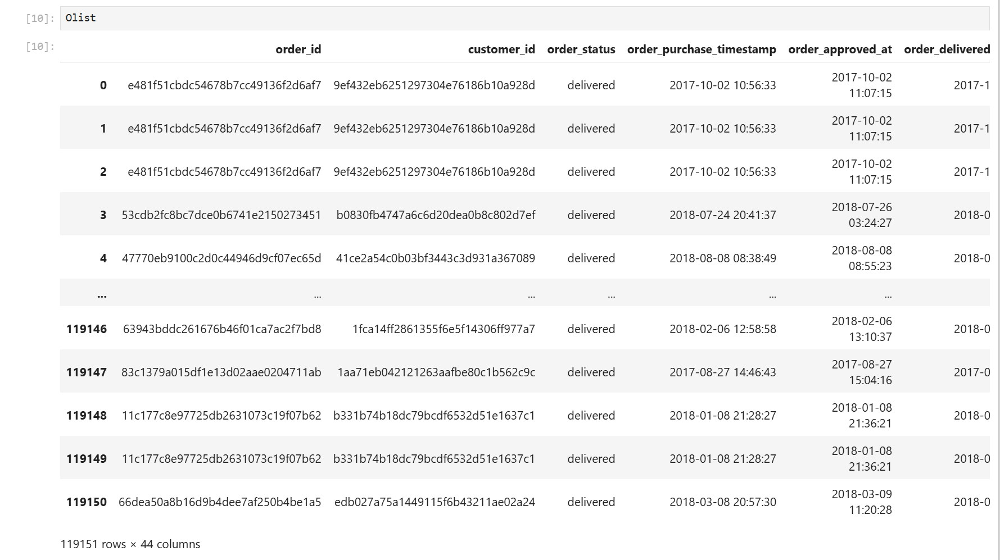 [10]: Olist
[10]:
order_id customer_id order_status order_purchase_timestamp order_approved_at order_delivered
0 e481f51cbdc54678b7cc49136f2d6af7 9ef432eb6251297304e76186b10a928d delivered 2017-10-02 10:56:33 2017-10-02 11:07:15 2017-1
1 e481f51cbdc54678b7cc49136f2d6af7 9ef432eb6251297304e76186b10a928d delivered 2017-10-02 10:56:33 2017-10-02 11:07:15 2017-1
2 e481f51cbdc54678b7cc49136f2d6af7 9ef432eb6251297304e76186b10a928d delivered 2017-10-02 10:56:33 2017-10-02 11:07:15 2017-1
3 53cdb2fc8bc7dce0b6741e2150273451 b0830fb4747a6c6d20dea0b8c802d7ef delivered 2018-07-24 20:41:37 2018-07-26 03:24:27 2018-0
4 47770eb9100c2d0c44946d9cf07ec65d 41ce2a54c0b03bf3443c3d931a367089 delivered 2018-08-08 08:38:49 2018-08-08 08:55:23 2018-0
... ... ... ... ... ...
119146 63943bddc261676b46f01ca7ac2f7bd8 1fca14ff2861355f6e5f14306ff977a7 delivered 2018-02-06 12:58:58 2018-02-06 13:10:37 2018-0
119147 83c1379a015df1e13d02aae0204711ab 1aa71eb042121263aafbe80c1b562c9c delivered 2017-08-27 14:46:43 2017-08-27 15:04:16 2017-0
119148 11c177c8e97725db2631073c19f07b62 b331b74b18dc79bcdf6532d51e1637c1 delivered 2018-01-08 21:28:27 2018-01-08 21:36:21 2018-0
119149 11c177c8e97725db2631073c19f07b62 b331b74b18dc79bcdf6532d51e1637c1 delivered 2018-01-08 21:28:27 2018-01-08 21:36:21 2018-0
119150 66dea50a8b16d9b4dee7af250b4be1a5 edb027a75a1449115f6b43211ae02a24 delivered 2018-03-08 20:57:30 2018-03-09 11:20:28 2018-0
119151 rows × 44 columns